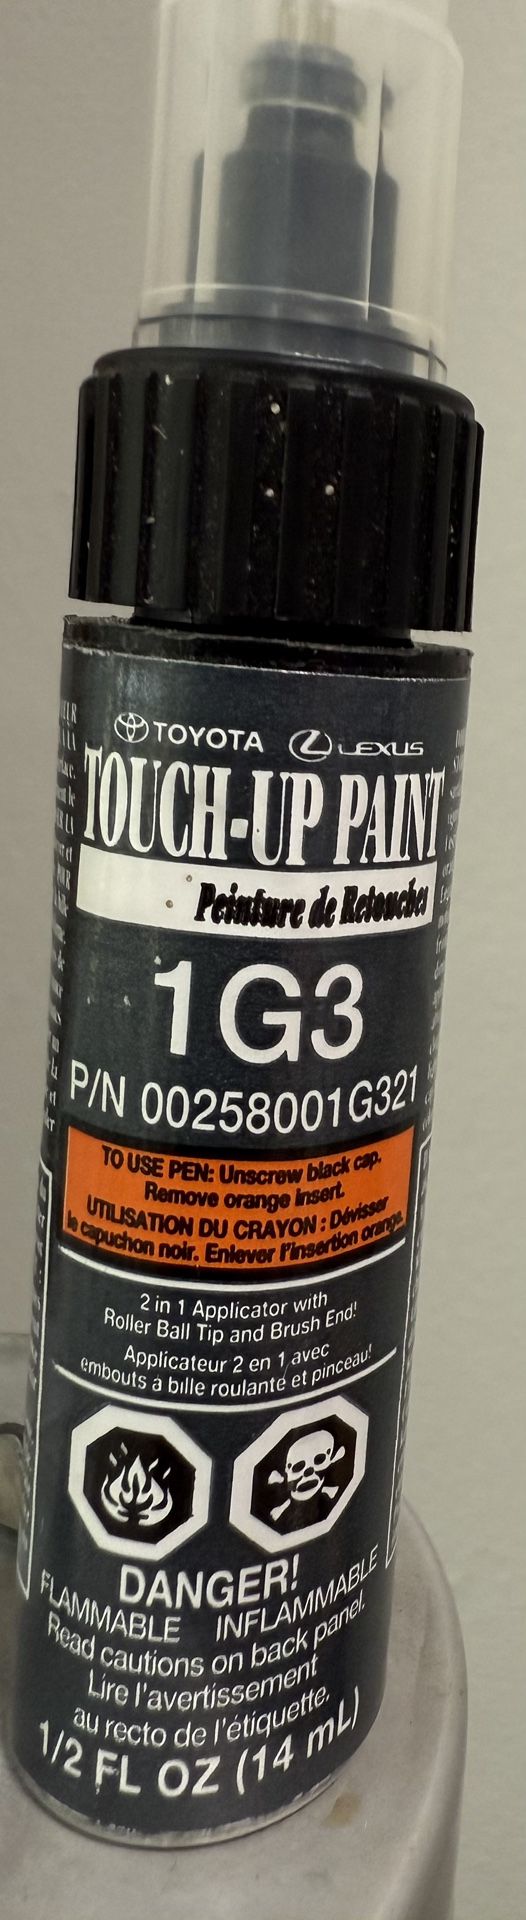 TOYOTA LEXUS
TOUCH-UP PAINT
Peinture de Retouches
1G3
P/N 00258001G321
TO USE PEN: Unscrew black cap.
Remove orange insert.
UTILISATION DU CRAYON : Dévisser
le capuchon noir. Enlever l'insertion orange.
2 in 1 Applicator with
Roller Ball Tip and Brush End!
Applicateur 2 en 1 avec
embouts à bille roulante et pinceau!
DANGER!
FLAMMABLE INFLAMMABLE
Read cautions on back panel.
Lire l'avertissement
au recto de l'étiquette.
1/2 FL OZ (14 mL)